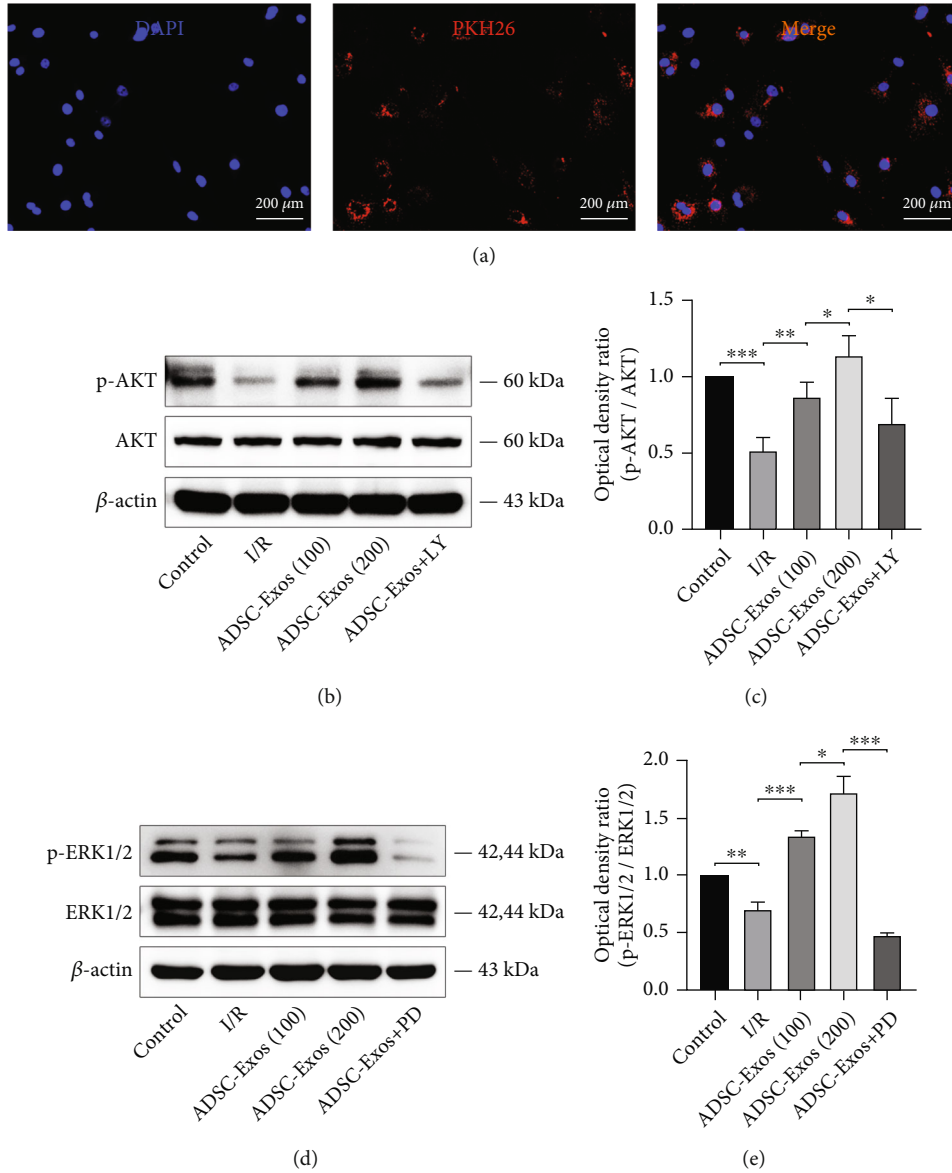 DAPI
PKH26
Merge
200 μm
200 μm
200 μm
(a)
p-AKT
— 60 kDa
AKT
— 60 kDa
β-actin
— 43 kDa
Control
I/R
ADSC-Exos (100)
ADSC-Exos (200)
ADSC-Exos+LY
(b)
Optical density ratio
(p-AKT / AKT)
1.5
1.0
0.5
0.0
***
**
*
*
Control
I/R
ADSC-Exos (100)
ADSC-Exos (200)
ADSC-Exos+LY
(c)
p-ERK1/2
— 42,44 kDa
ERK1/2
— 42,44 kDa
β-actin
— 43 kDa
Control
I/R
ADSC-Exos (100)
ADSC-Exos (200)
ADSC-Exos+PD
(d)
Optical density ratio
(p-ERK1/2 / ERK1/2)
2.0
1.5
1.0
0.5
0.0
**
***
*
***
Control
I/R
ADSC-Exos (100)
ADSC-Exos (200)
ADSC-Exos+PD
(e)